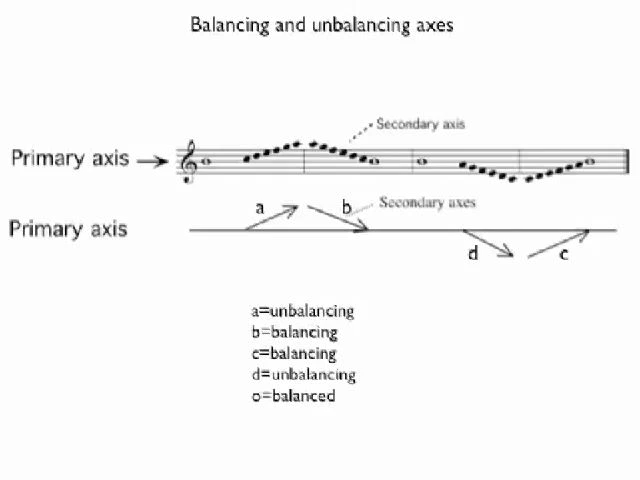 Balancing and unbalancing axes
Secondary axis
Primary axis
a
b
Secondary axes
Primary axis
d
c
a=unbalancing
b=balancing
c=balancing
d=unbalancing
o=balanced